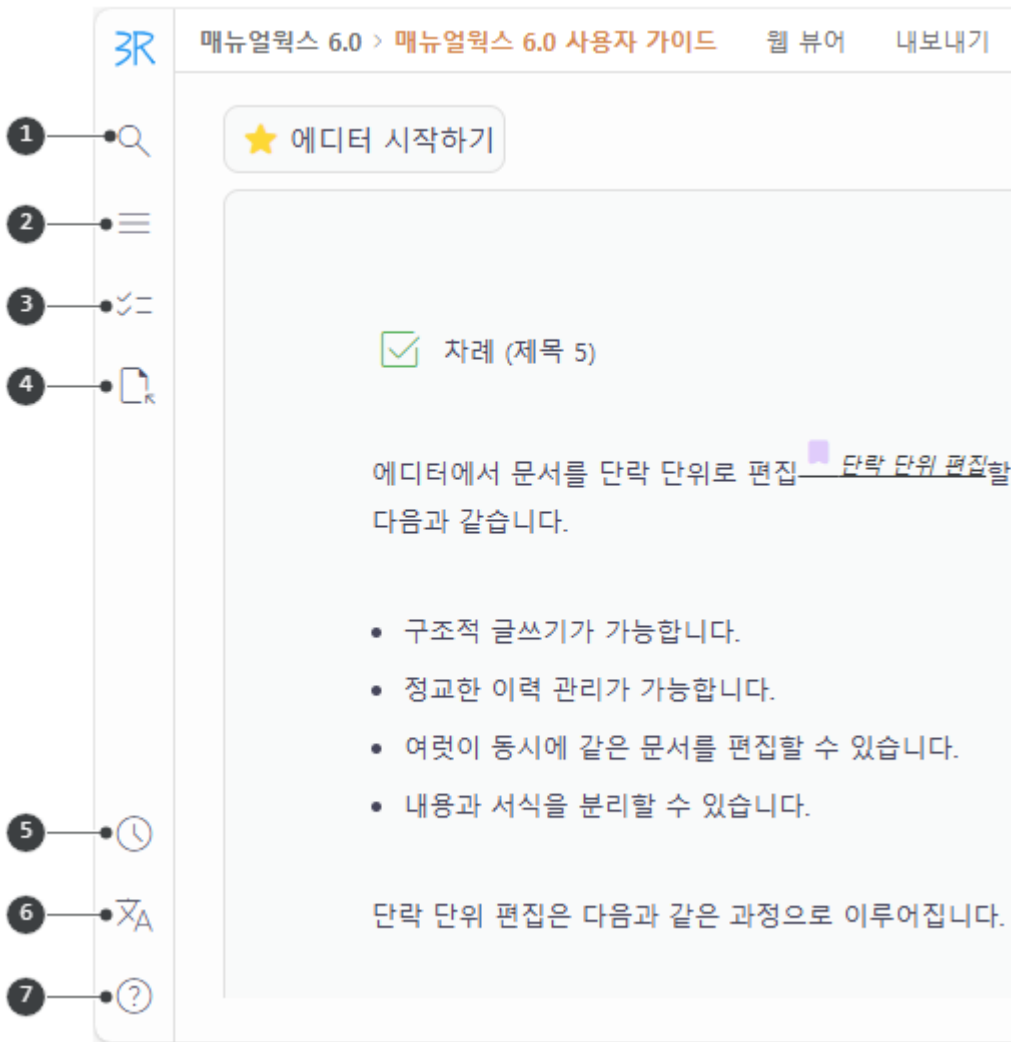 3R
매뉴얼웍스 6.0 > 매뉴얼웍스 6.0 사용자 가이드 웹 뷰어 내보내기
1
⭐ 에디터 시작하기
2
3
차례 (제목 5)
4
에디터에서 문서를 단락 단위로 편집 단락 단위 편집할
다음과 같습니다.
• 구조적 글쓰기가 가능합니다.
• 정교한 이력 관리가 가능합니다.
• 여럿이 동시에 같은 문서를 편집할 수 있습니다.
• 내용과 서식을 분리할 수 있습니다.
5
6 文A
단락 단위 편집은 다음과 같은 과정으로 이루어집니다.
7 ?